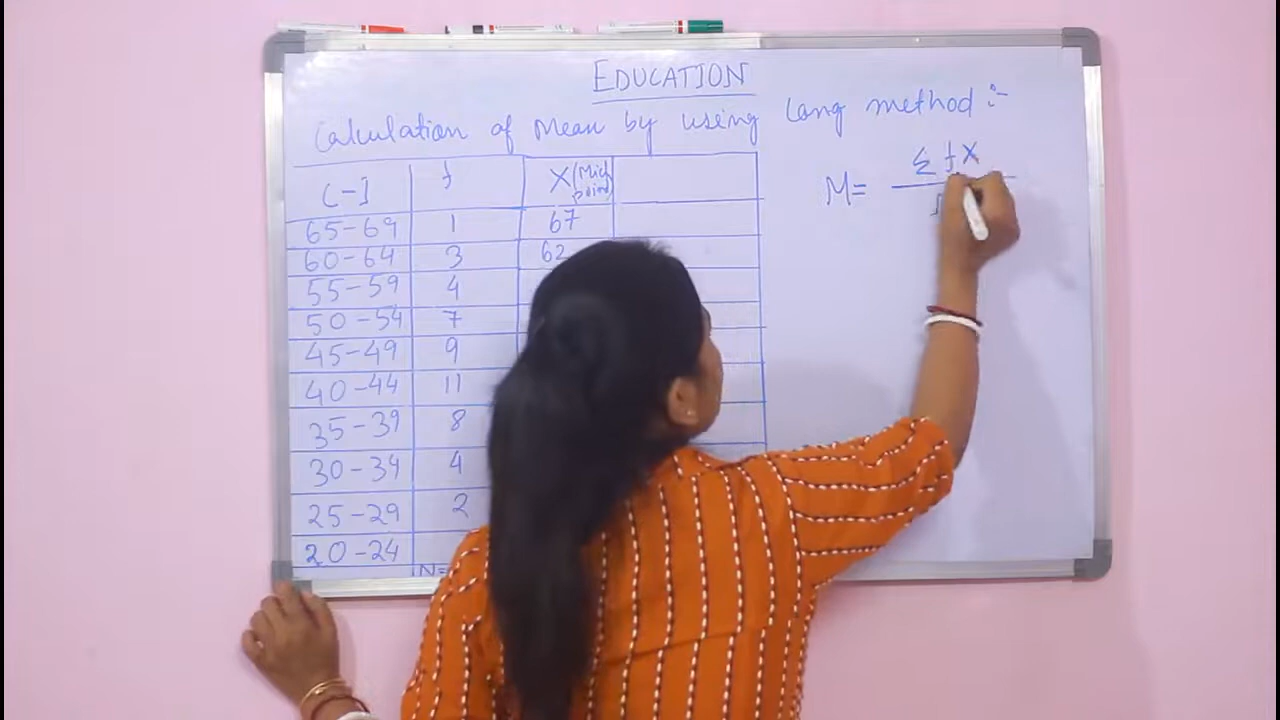 EDUCATION
Calculation of Mean by using Long method :-
C-I f X (Mid point)
65-69 1 67
60-64 3 62
55-59 4
50-54 7
45-49 9
40-44 11
35-39 8
30-34 4
25-29 2
20-24
N=
M=
Σ fX